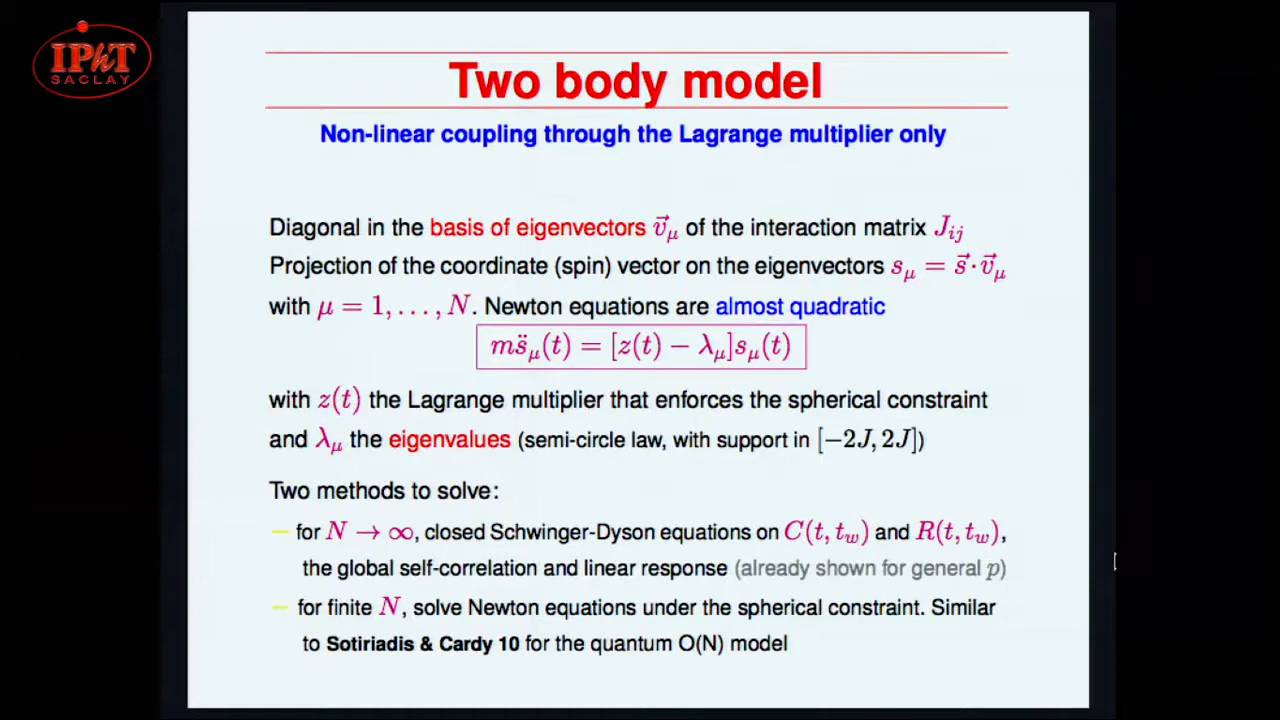 IPhT
SACLAY
Two body model
Non-linear coupling through the Lagrange multiplier only
Diagonal in the basis of eigenvectors $\vec{v}_\mu$ of the interaction matrix $J_{ij}$
Projection of the coordinate (spin) vector on the eigenvectors $s_\mu = \vec{s} \cdot \vec{v}_\mu$
with $\mu = 1, \ldots, N$. Newton equations are almost quadratic
$m\ddot{s}_\mu(t) = [z(t) - \lambda_\mu]s_\mu(t)$
with $z(t)$ the Lagrange multiplier that enforces the spherical constraint
and $\lambda_\mu$ the eigenvalues (semi-circle law, with support in $[-2J, 2J]$)
Two methods to solve:
– for $N \to \infty$, closed Schwinger-Dyson equations on $C(t, t_w)$ and $R(t, t_w)$,
the global self-correlation and linear response (already shown for general $p$)
– for finite $N$, solve Newton equations under the spherical constraint. Similar
to Sotiriadis & Cardy 10 for the quantum O(N) model